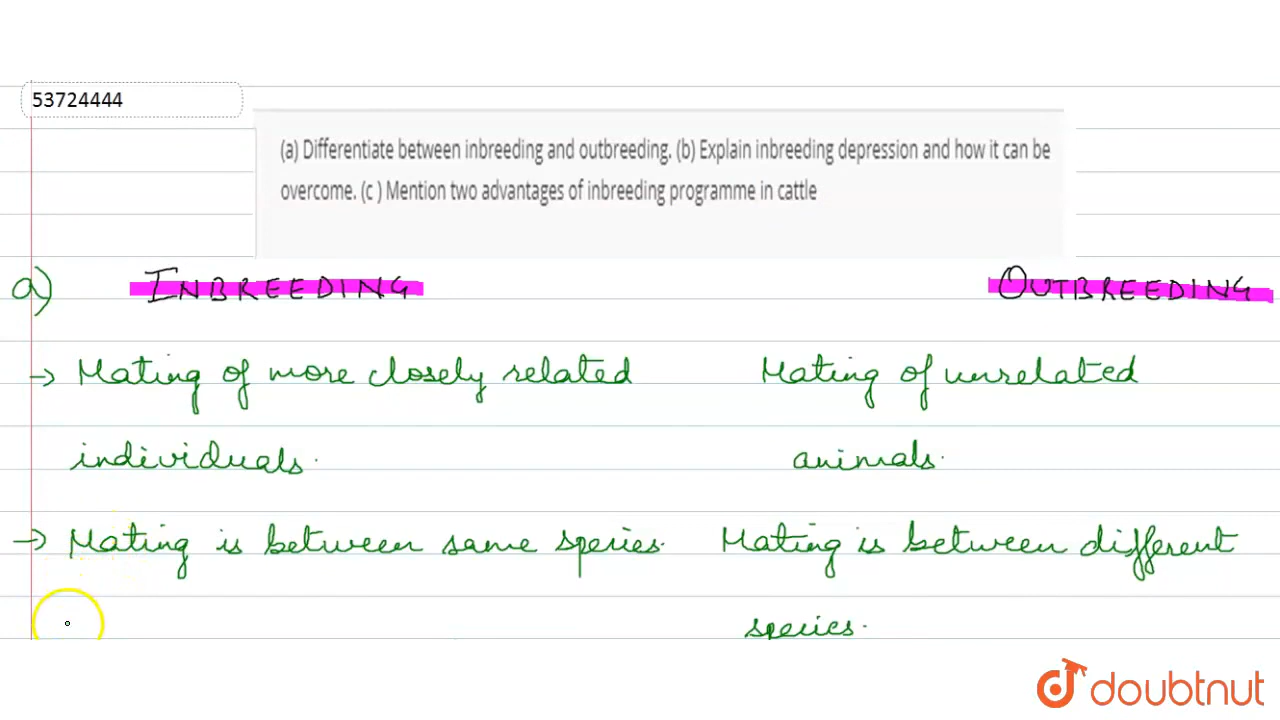 53724444
(a) Differentiate between inbreeding and outbreeding. (b) Explain inbreeding depression and how it can be
overcome. (c ) Mention two advantages of inbreeding programme in cattle
a) INBREEDING OUTBREEDING
→ Mating of more closely related Mating of unrelated
individuals. animals.
→ Mating is between same species. Mating is between different
species.
doubtnut